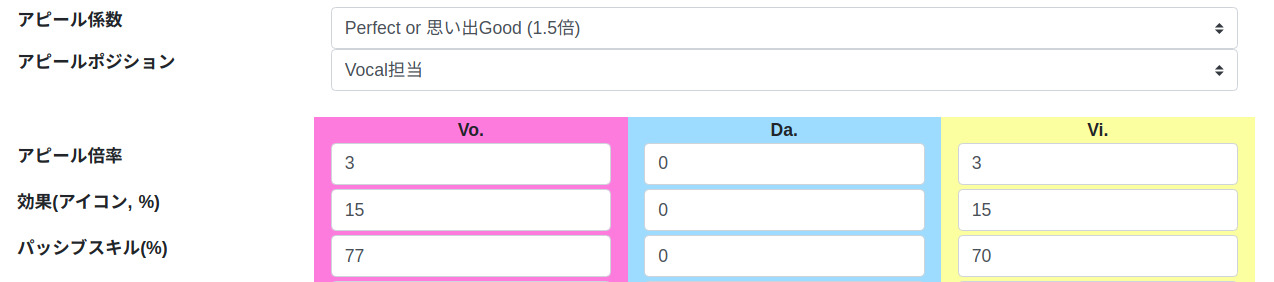 アピール係数 Perfect or 思い出Good (1.5倍)
アピールポジション Vocal担当
Vo. Da. Vi.
アピール倍率 3 0 3
効果(アイコン, %) 15 0 15
パッシブスキル(%) 77 0 70